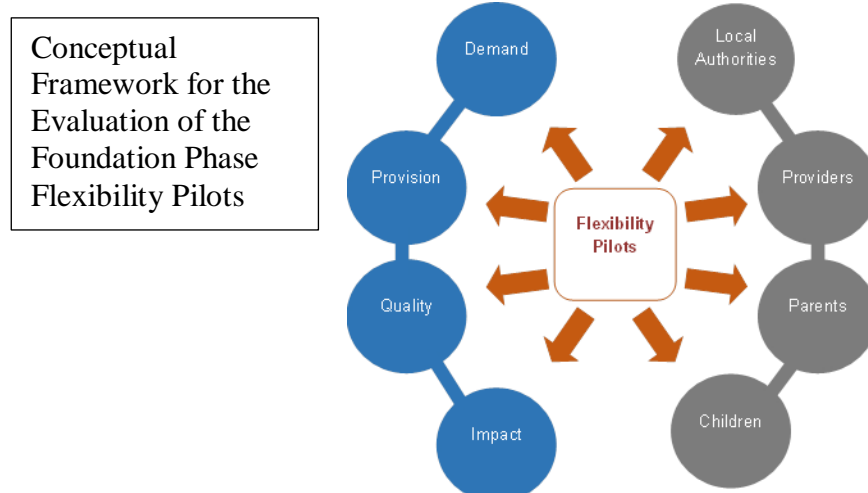 Conceptual
Framework for the
Evaluation of the
Foundation Phase
Flexibility Pilots
Demand
Provision
Quality
Impact
Flexibility
Pilots
Local
Authorities
Providers
Parents
Children